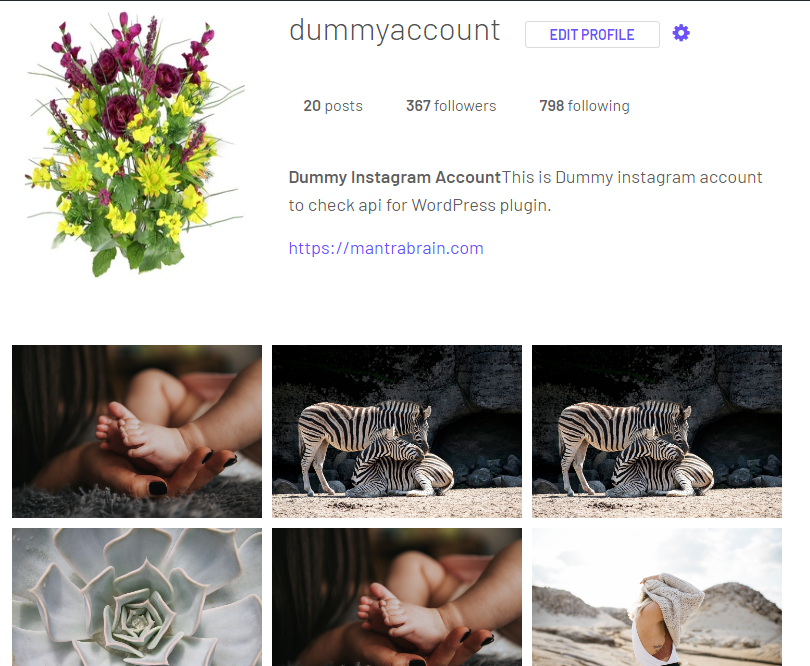 dummyaccount EDIT PROFILE
20 posts 367 followers 798 following
Dummy Instagram AccountThis is Dummy instagram account
to check api for WordPress plugin.
https://mantrabrain.com